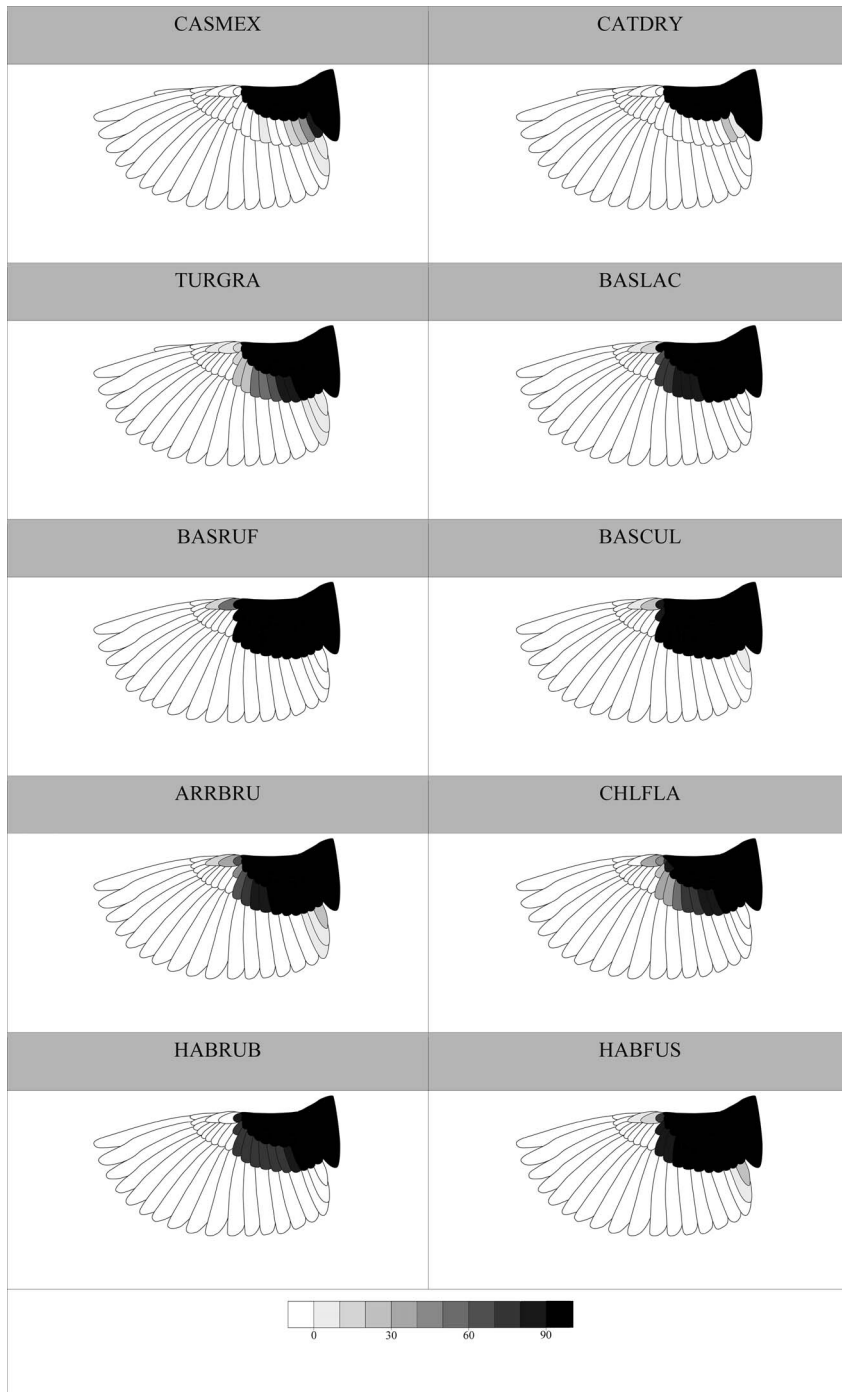 CASMEX CATDRY
TURGRA BASLAC
BASRUF BASCUL
ARRBRU CHLFLA
HABRUB HABFUS
0 30 60 90